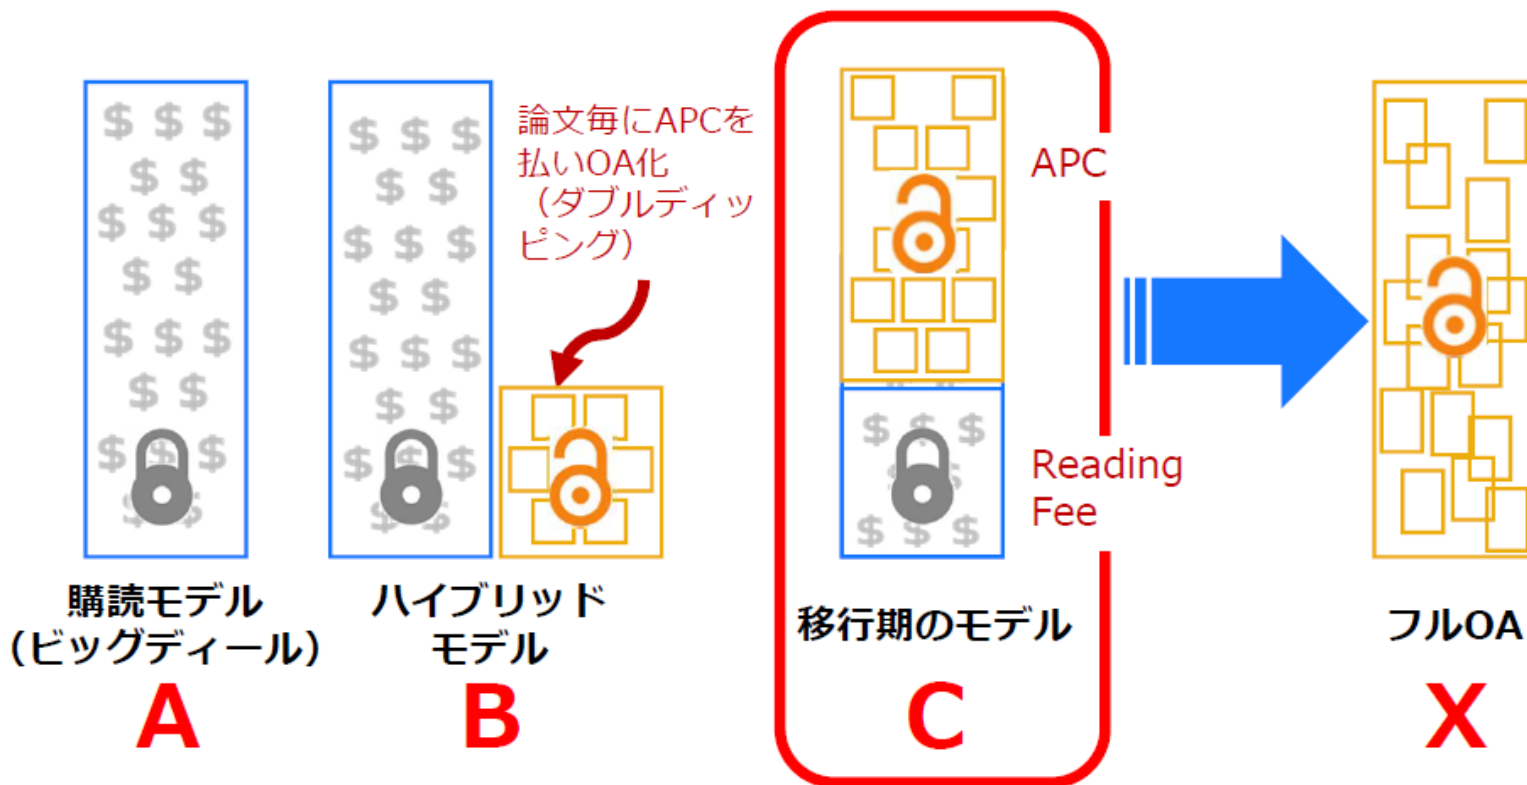 論文毎にAPCを
払いOA化
（ダブルディッ
ピング）
APC
Reading
Fee
購読モデル
（ビッグディール）
A
ハイブリッド
モデル
B
移行期のモデル
C
フルOA
X